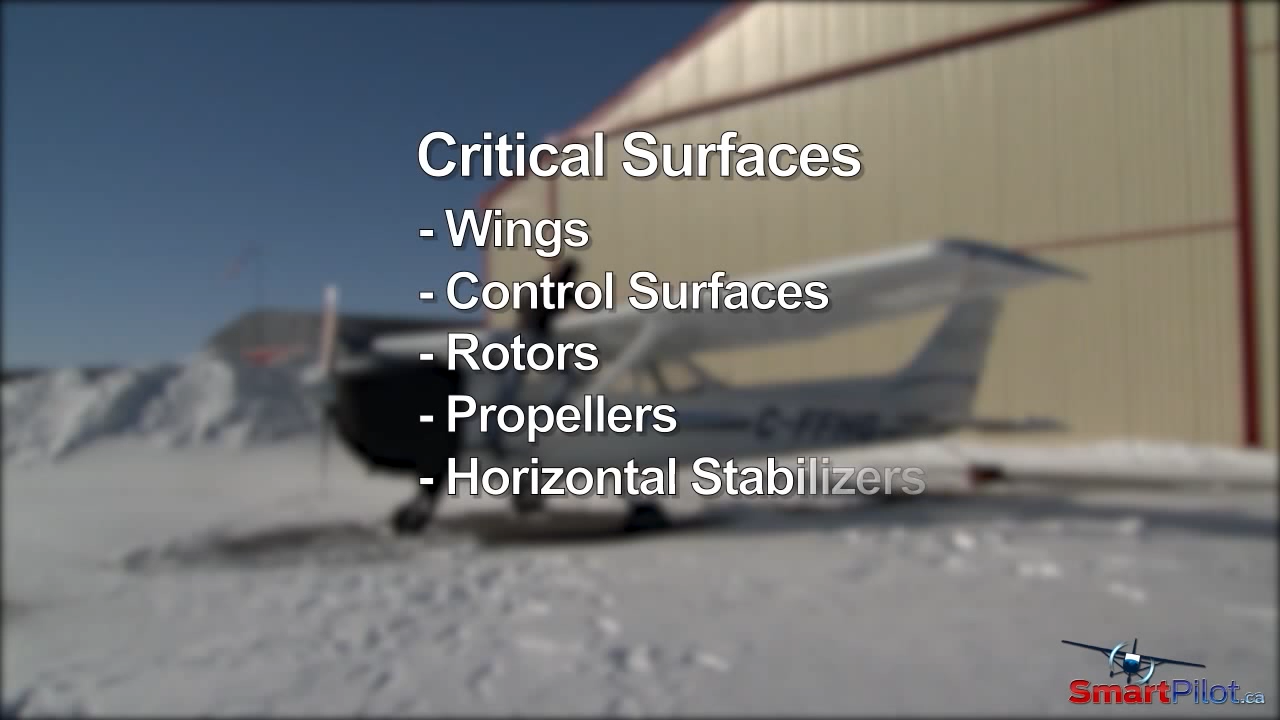 Critical Surfaces
- Wings
- Control Surfaces
- Rotors
- Propellers
- Horizontal Stabilizers
SmartPilot.ca